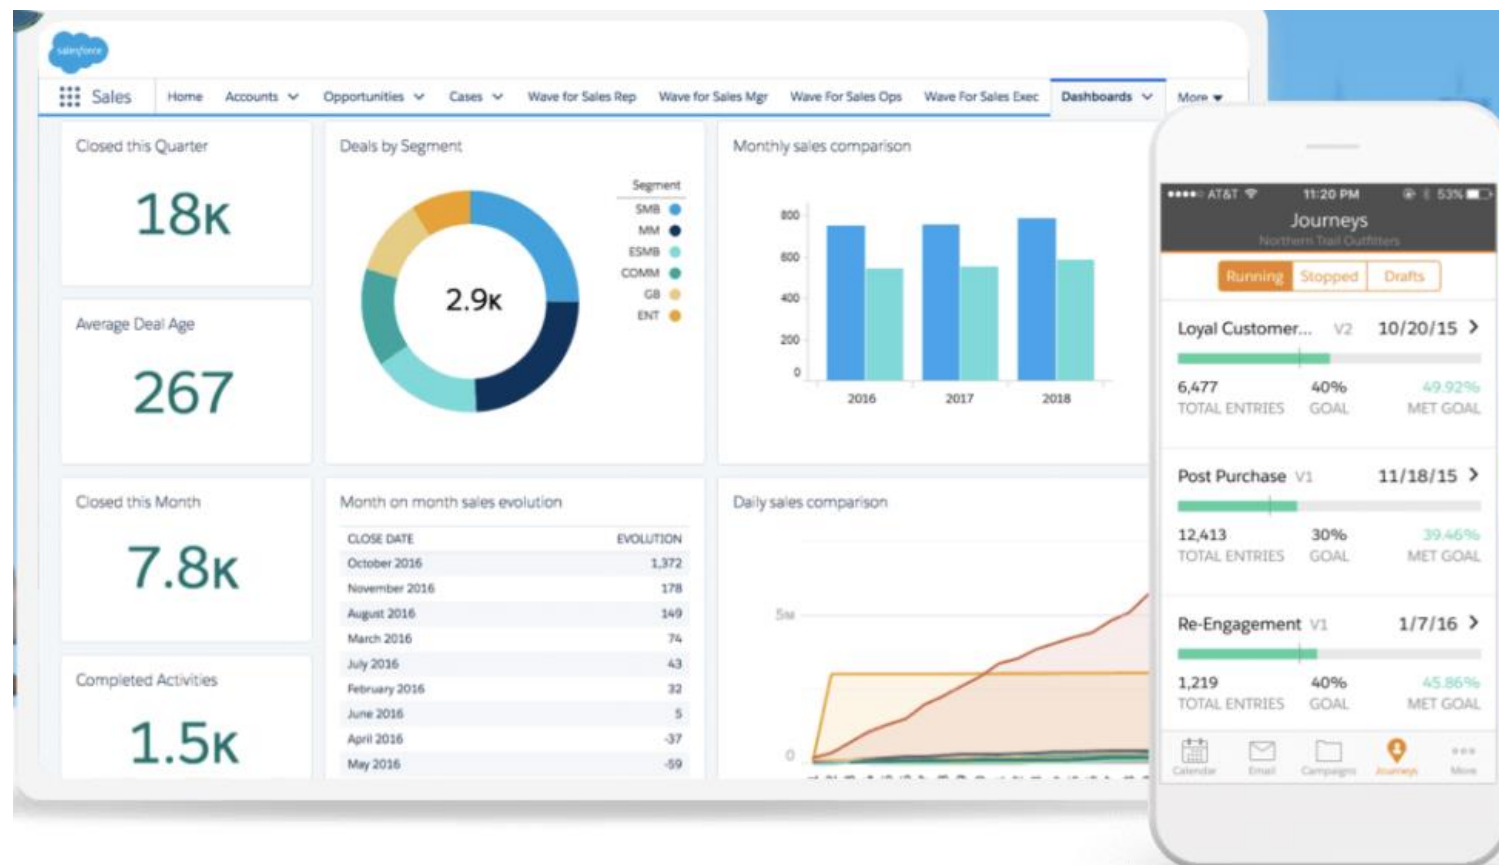 salesforce
Sales
Home
Accounts
Opportunities
Cases
Wave for Sales Rep
Wave for Sales Mgr
Wave For Sales Ops
Wave For Sales Exec
Dashboards
More
Closed this Quarter
18K
Average Deal Age
267
Closed this Month
7.8K
Completed Activities
1.5K
Deals by Segment
2.9K
Segment
SMB
MM
ESMB
COMM
GB
ENT
Monthly sales comparison
800
600
400
200
0
2016 2017 2018
Month on month sales evolution
CLOSE DATE EVOLUTION
October 2016 1,372
November 2016 178
August 2016 149
March 2016 74
July 2016 43
February 2016 32
June 2016 5
April 2016 -37
May 2016 -59
Daily sales comparison
5M
0
AT&T 11:20 PM 53%
Journeys
Northern Trail Outfitters
Running Stopped Drafts
Loyal Customer... V2 10/20/15
6,477 40% 49.92%
TOTAL ENTRIES GOAL MET GOAL
Post Purchase V1 11/18/15
12,413 30% 39.46%
TOTAL ENTRIES GOAL MET GOAL
Re-Engagement V1 1/7/16
1,219 40% 45.86%
TOTAL ENTRIES GOAL MET GOAL
Calendar Email Campaigns Journeys More